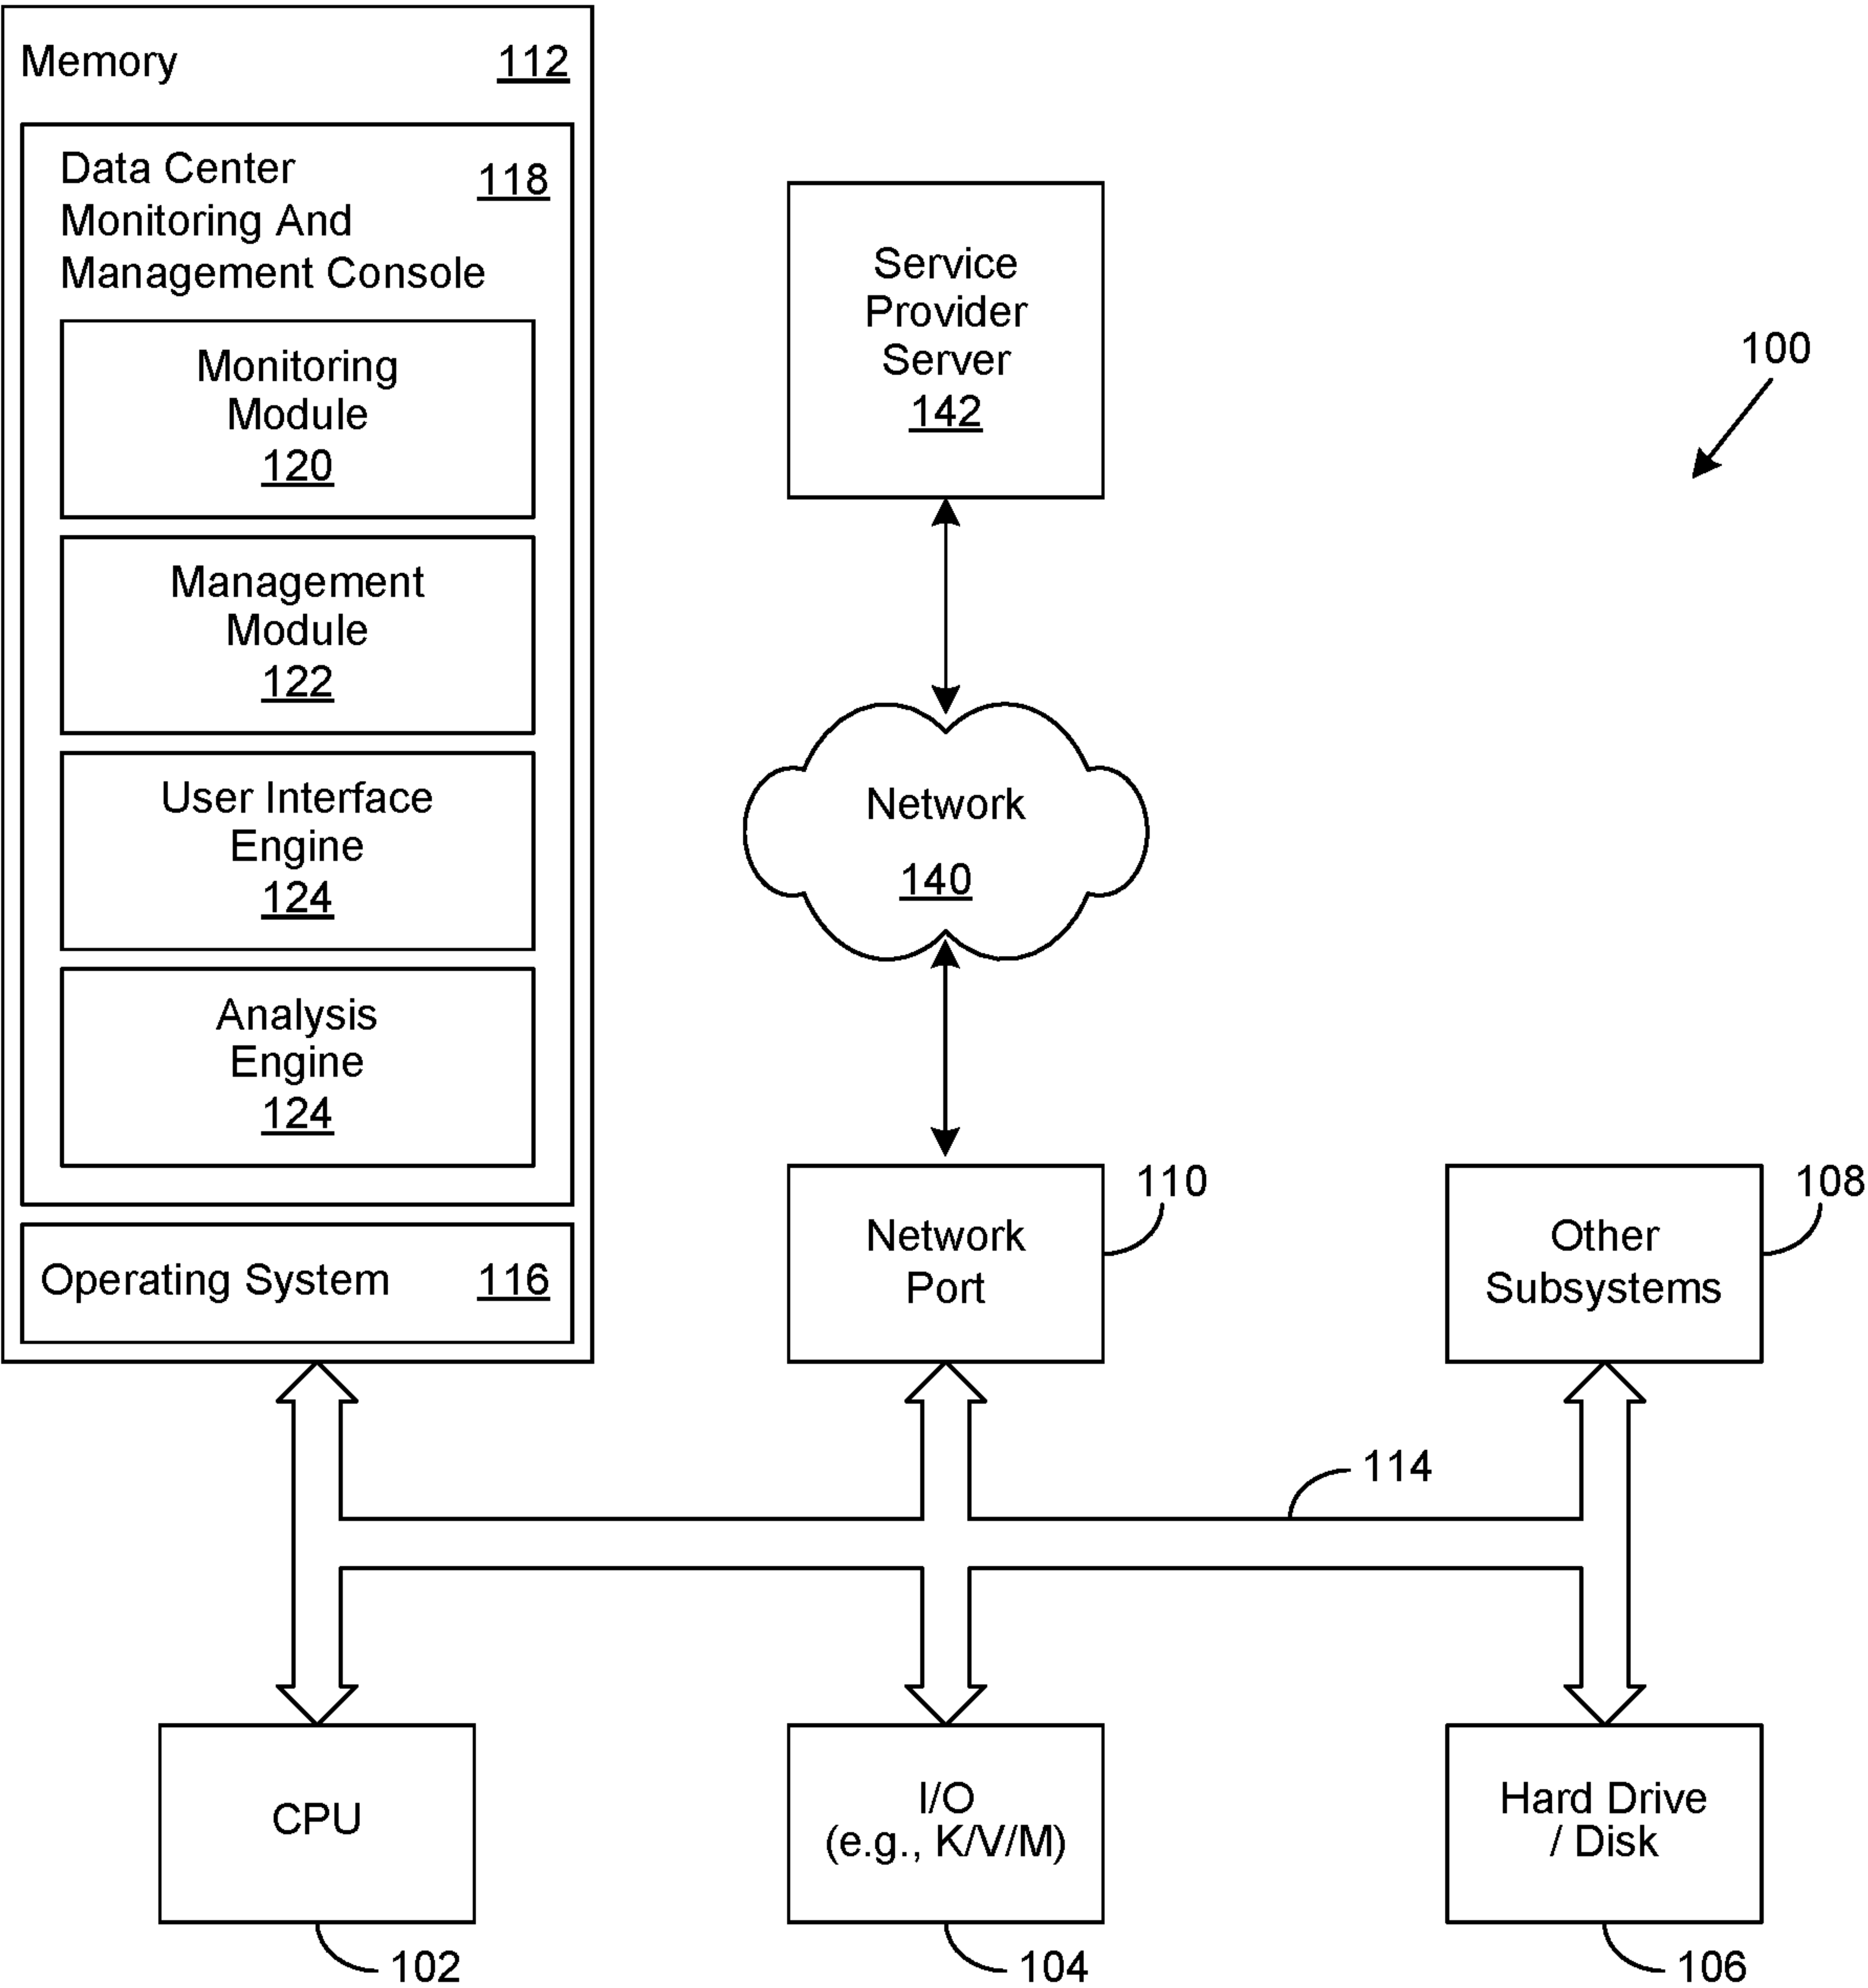 Memory 112
Data Center 118
Monitoring And
Management Console
Monitoring
Module
120
Management
Module
122
User Interface
Engine
124
Analysis
Engine
124
Operating System 116
Service
Provider
Server
142
100
Network
140
Network
Port
110
Other
Subsystems
108
114
CPU
102
I/O
(e.g., K/V/M)
104
Hard Drive
/ Disk
106